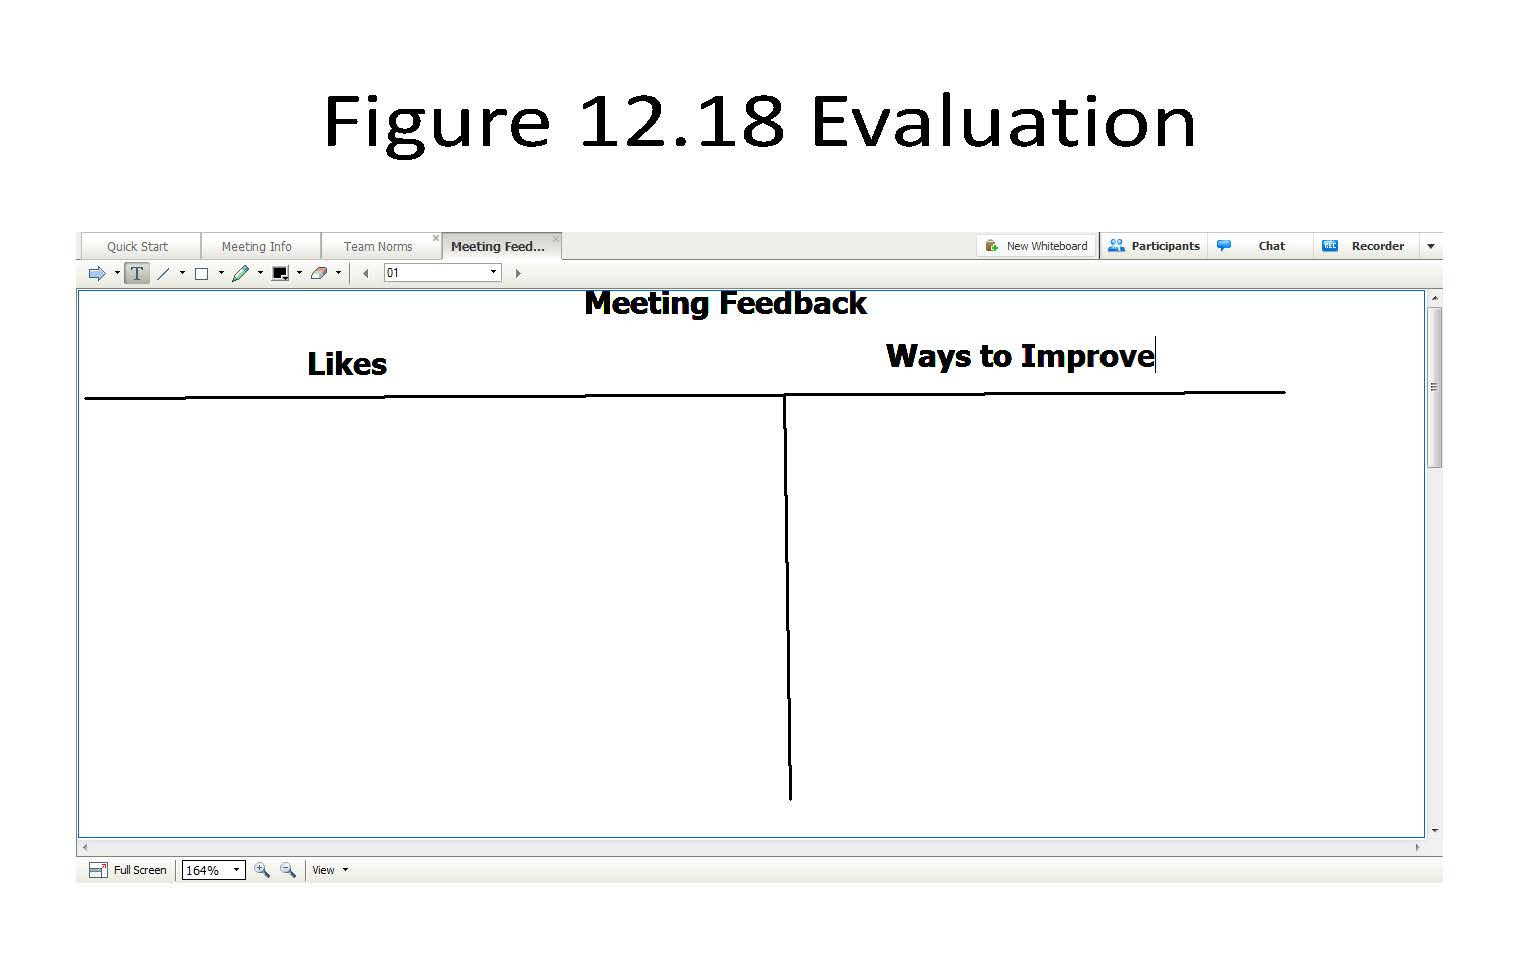 Figure 12.18 Evaluation
Quick Start Meeting Info Team Norms Meeting Feed... New Whiteboard Participants Chat REC Recorder
T 01
Meeting Feedback
Likes Ways to Improve
Full Screen 164% View